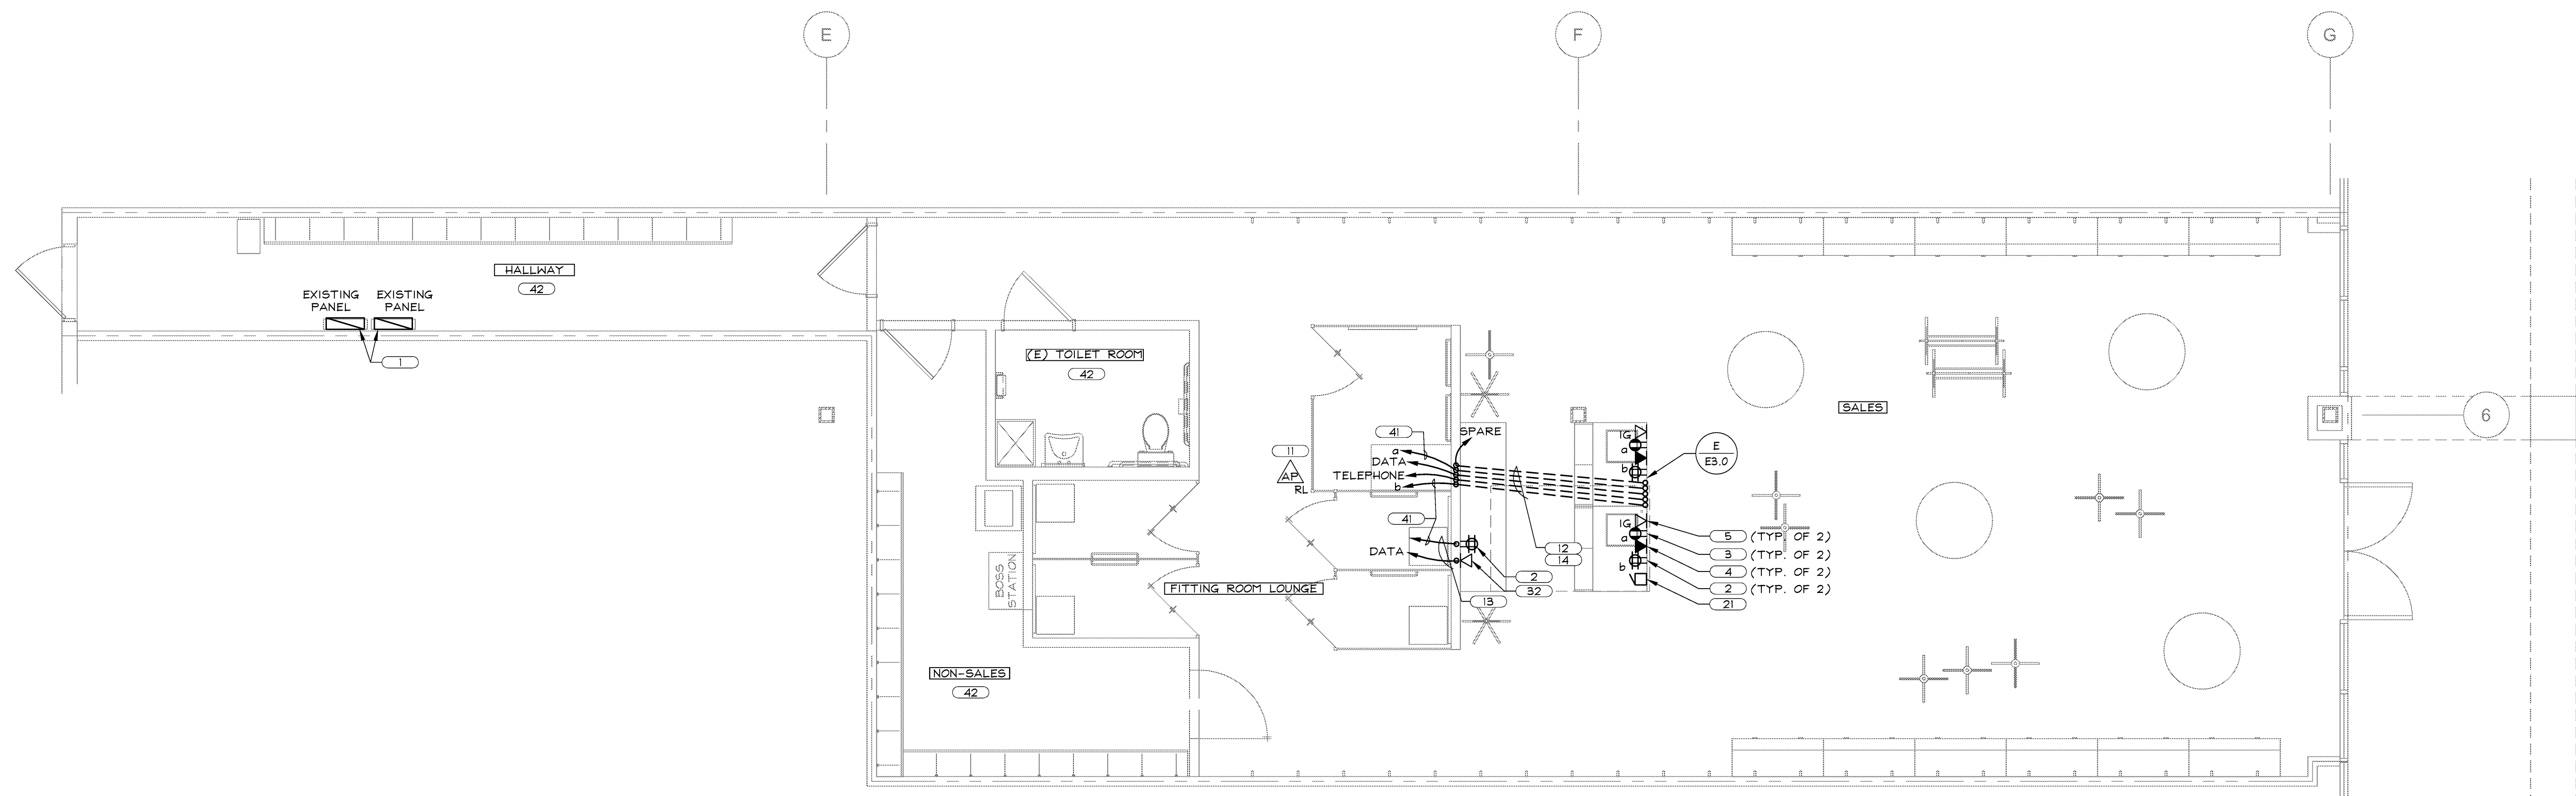 E
F
G
HALLWAY
42
EXISTING
PANEL
EXISTING
PANEL
1
(E) TOILET ROOM
42
SALES
6
41
SPARE
11
AP
RL
a
DATA
TELEPHONE
b
IG
a
b
E
E3.0
41
DATA
IG
a
b
12
14
2
32
13
5 (TYP. OF 2)
3 (TYP. OF 2)
4 (TYP. OF 2)
2 (TYP. OF 2)
21
BOSS
STATION
FITTING ROOM LOUNGE
NON-SALES
42